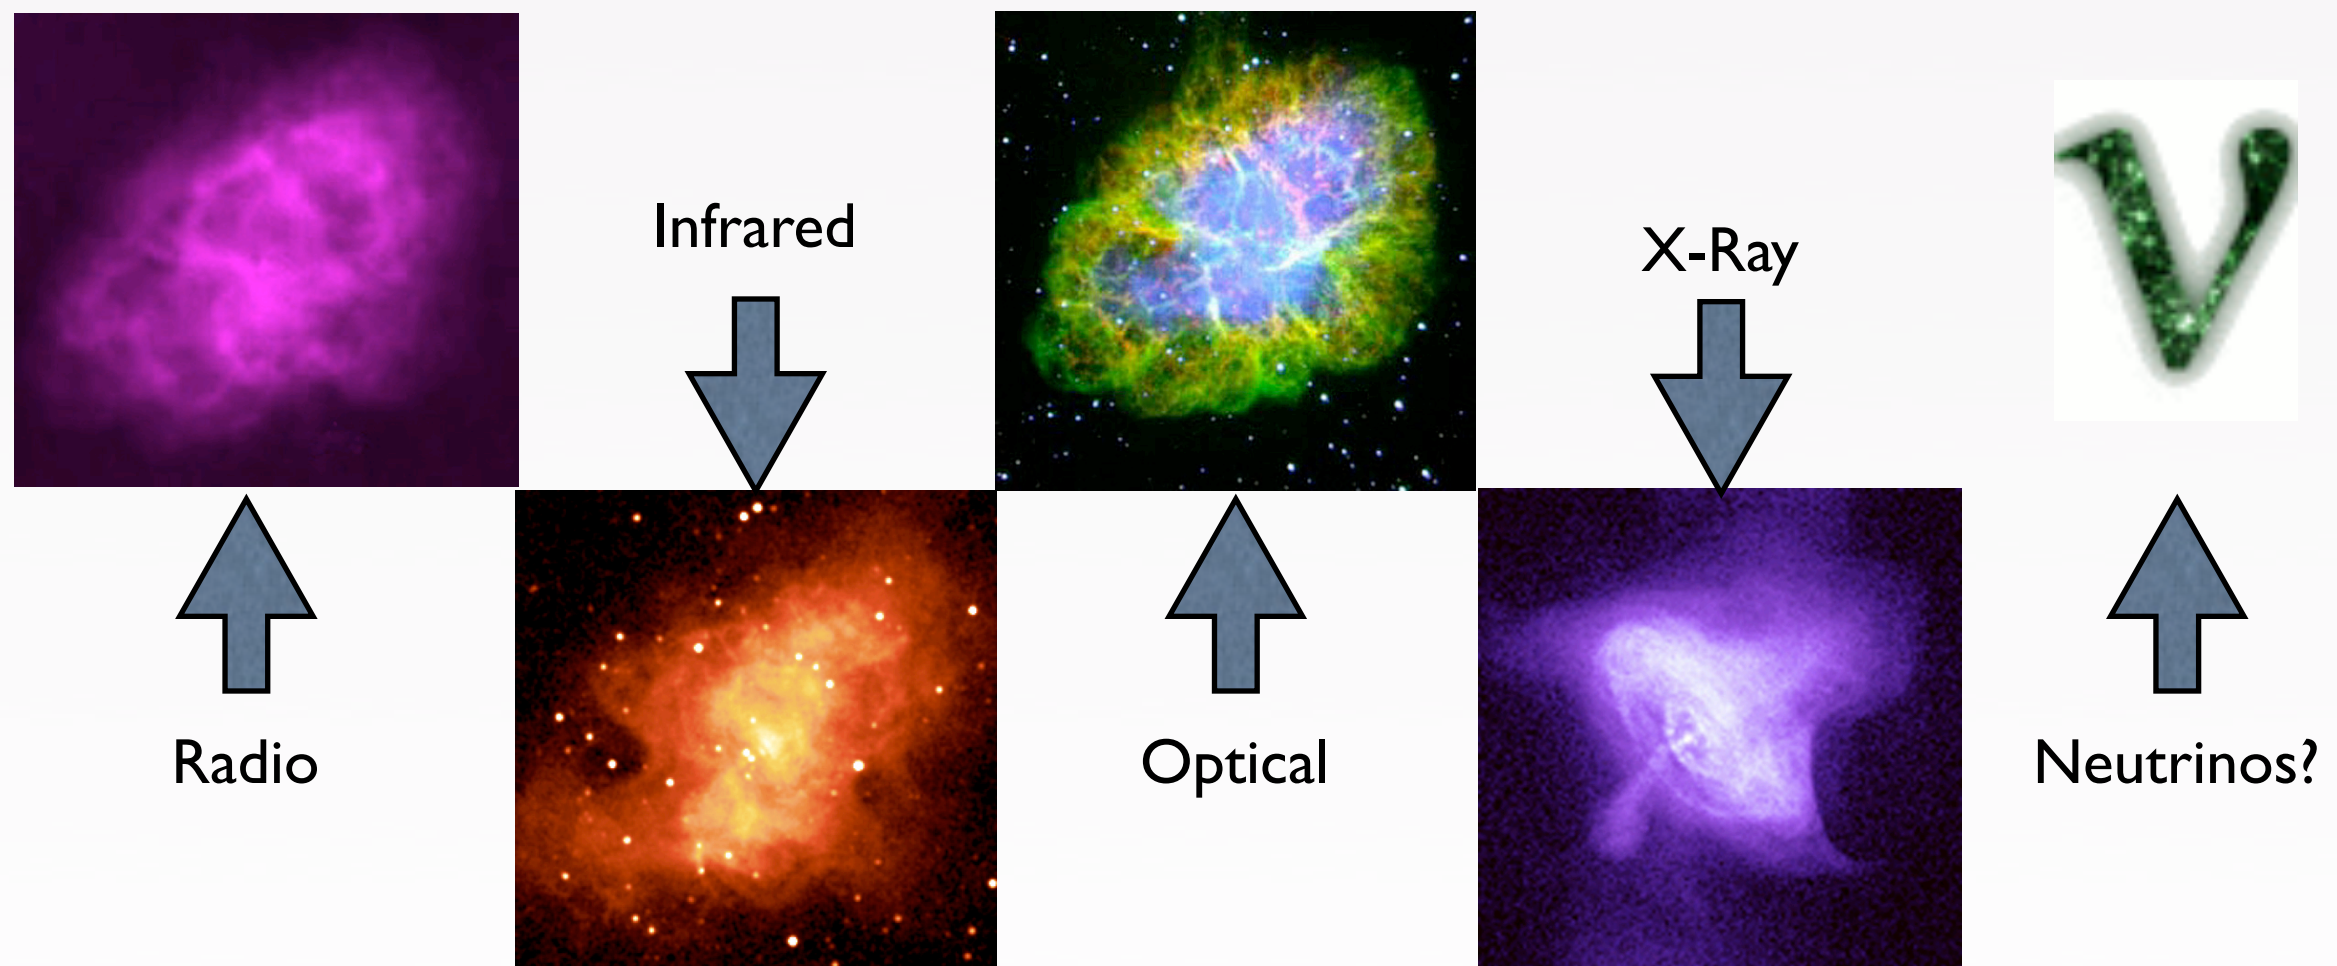 Infrared
X-Ray
ν
Radio
Optical
Neutrinos?